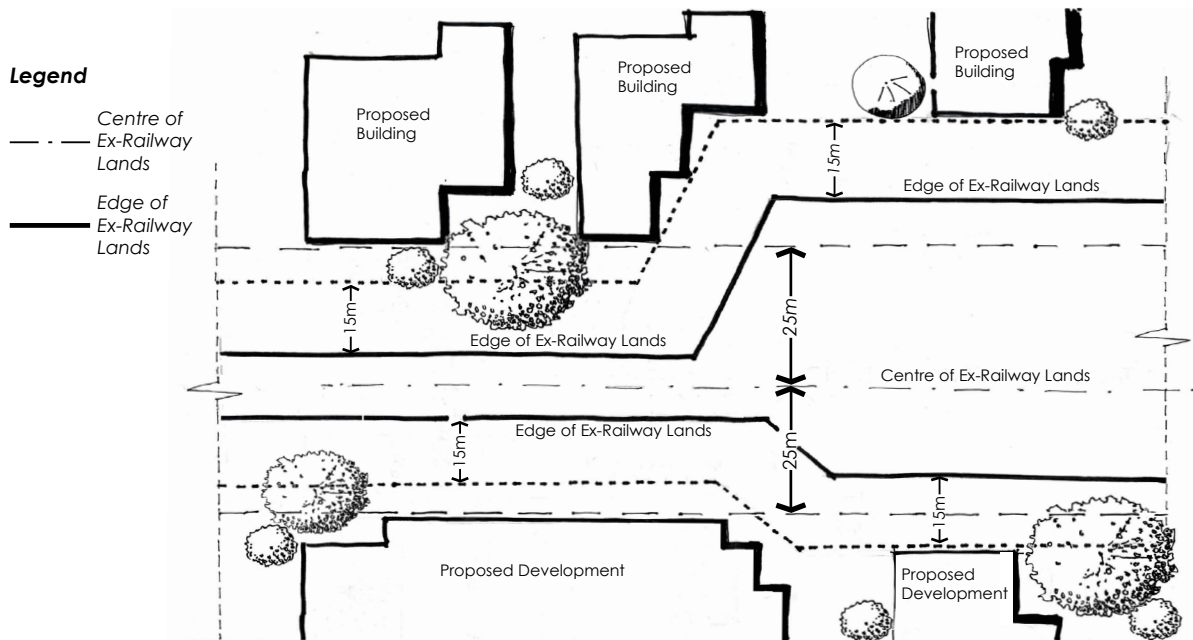 Legend
Centre of
Ex-Railway
Lands
Edge of
Ex-Railway
Lands
Proposed
Building
Proposed
Building
Proposed
Building
15m
Edge of Ex-Railway Lands
15m
25m
Edge of Ex-Railway Lands
Centre of Ex-Railway Lands
Edge of Ex-Railway Lands
15m
25m
15m
Proposed Development
Proposed
Development